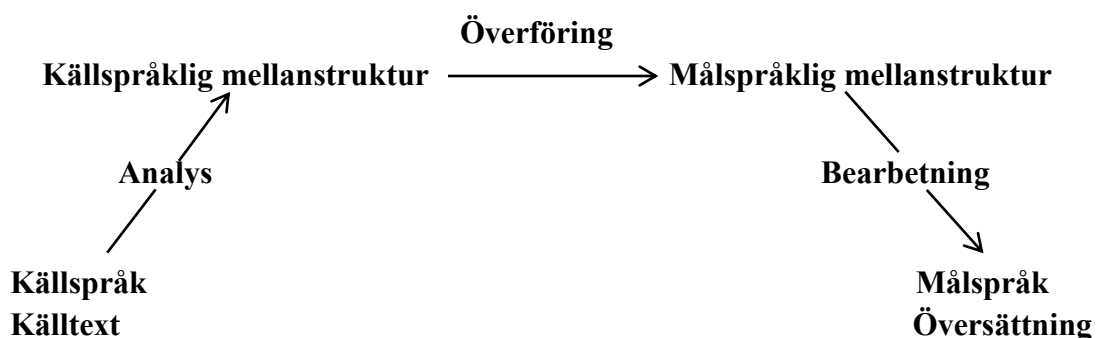 Överföring
Källspråklig mellanstruktur
Målspråklig mellanstruktur
Analys
Bearbetning
Källspråk
Målspråk
Källtext
Översättning